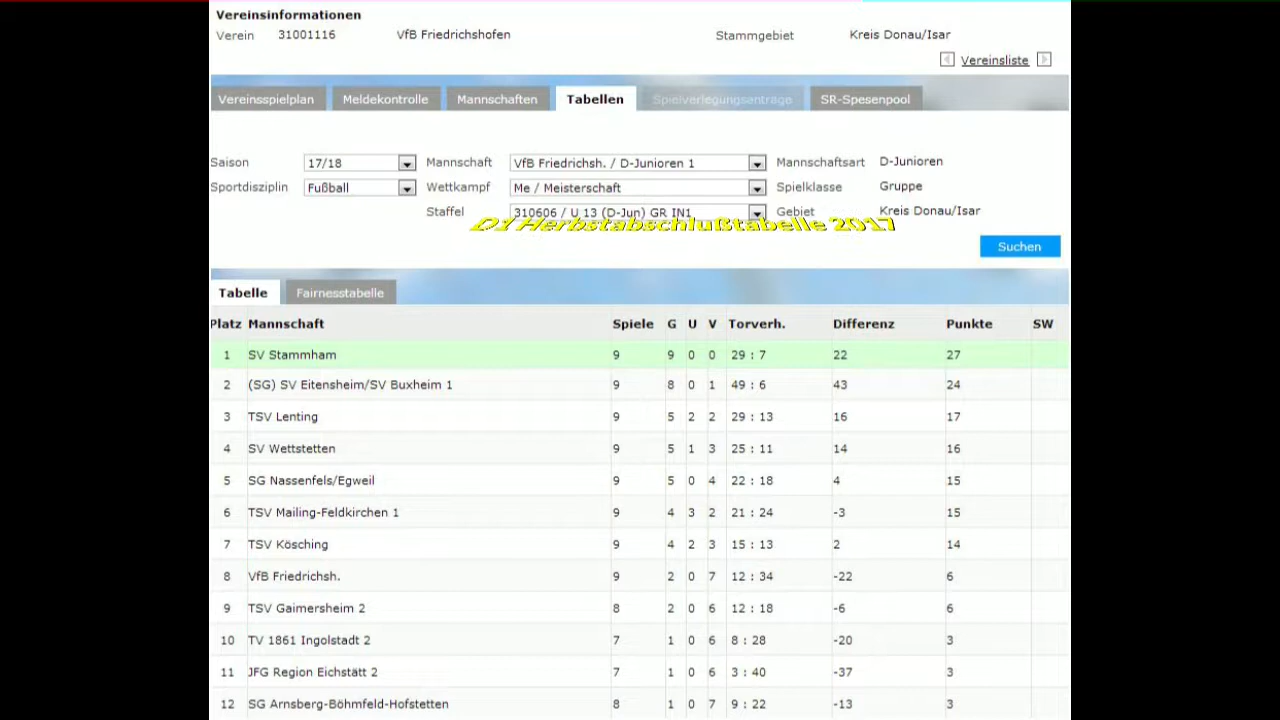 Vereinsinformationen
Verein 31001116 VfB Friedrichshofen Stammgebiet Kreis Donau/Isar
Vereinsliste
Vereinsspielplan Meldekontrolle Mannschaften Tabellen Spielverlegungsanträge SR-Spesenpool
Saison 17/18 Mannschaft VfB Friedrichsh. / D-Junioren 1 Mannschaftsart D-Junioren
Sportdisziplin Fußball Wettkampf Me / Meisterschaft Spielklasse Gruppe
Staffel 310606 / U 13 (D-Jun) GR IN1 Gebiet Kreis Donau/Isar
D1 Herbstabschlußtabelle 2017
Suchen
Tabelle Fairnesstabelle
Platz Mannschaft Spiele G U V Torverh. Differenz Punkte SW
1 SV Stammham 9 9 0 0 29 : 7 22 27
2 (SG) SV Eitensheim/SV Buxheim 1 9 8 0 1 49 : 6 43 24
3 TSV Lenting 9 5 2 2 29 : 13 16 17
4 SV Wettstetten 9 5 1 3 25 : 11 14 16
5 SG Nassenfels/Egweil 9 5 0 4 22 : 18 4 15
6 TSV Mailing-Feldkirchen 1 9 4 3 2 21 : 24 -3 15
7 TSV Kösching 9 4 2 3 15 : 13 2 14
8 VfB Friedrichsh. 9 2 0 7 12 : 34 -22 6
9 TSV Gaimersheim 2 8 2 0 6 12 : 18 -6 6
10 TV 1861 Ingolstadt 2 7 1 0 6 8 : 28 -20 3
11 JFG Region Eichstätt 2 7 1 0 6 3 : 40 -37 3
12 SG Arnsberg-Böhmfeld-Hofstetten 8 1 0 7 9 : 22 -13 3